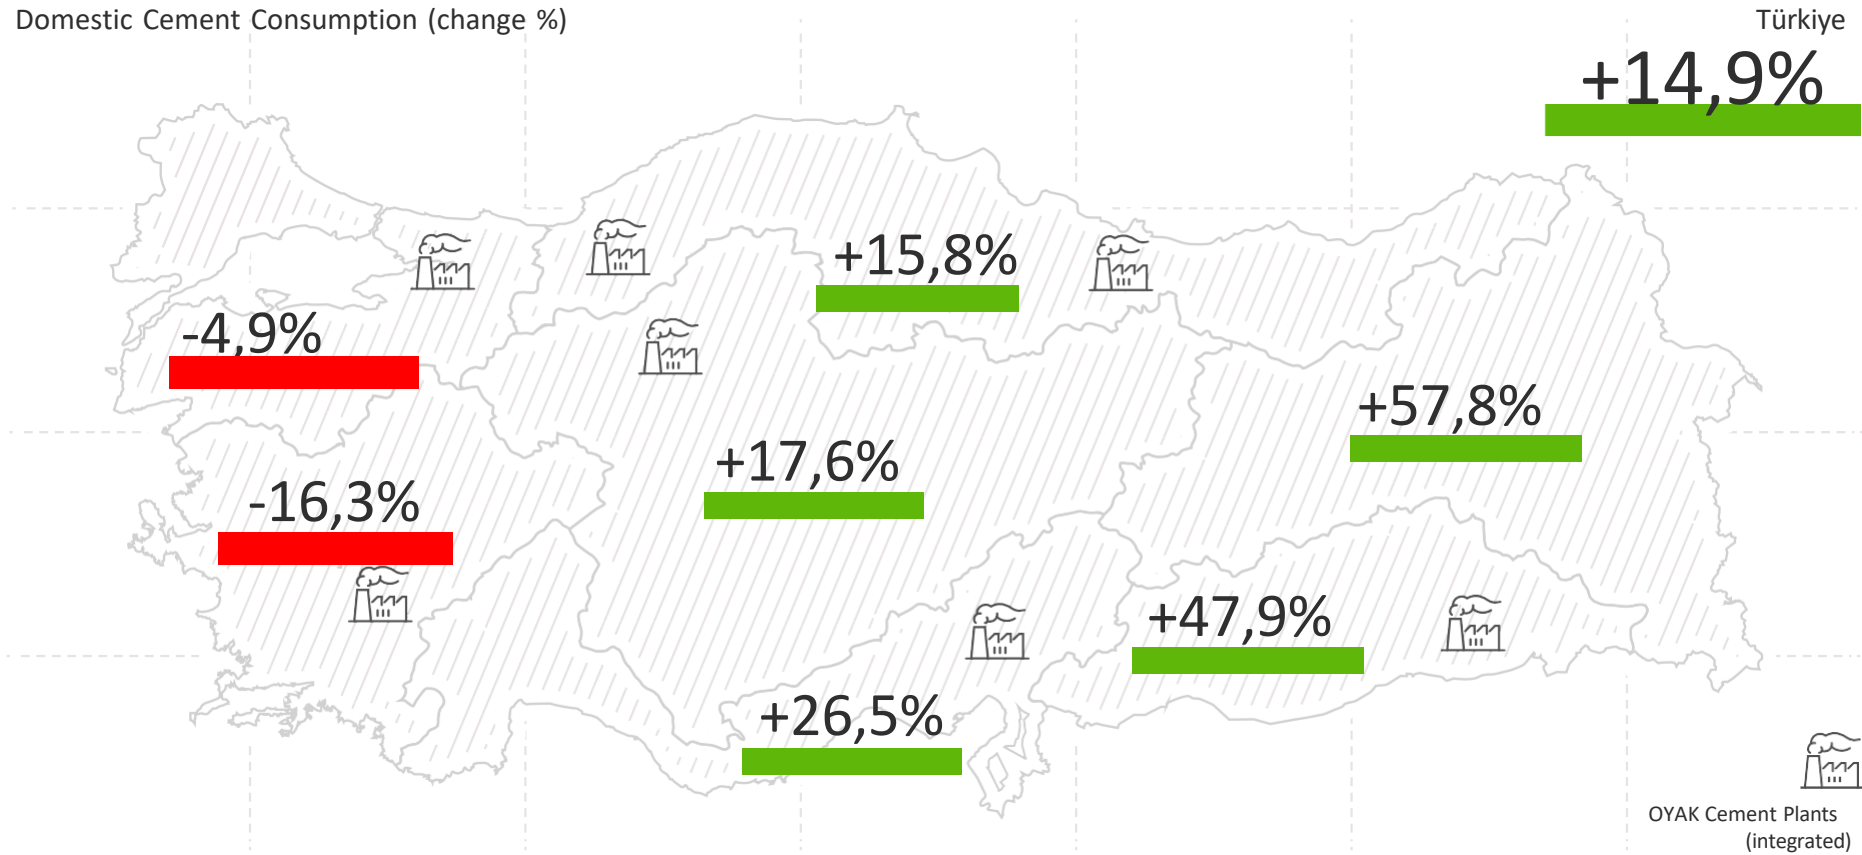 Domestic Cement Consumption (change %)
Türkiye
+14,9%
+15,8%
-4,9%
+57,8%
+17,6%
-16,3%
+47,9%
+26,5%
OYAK Cement Plants
(integrated)